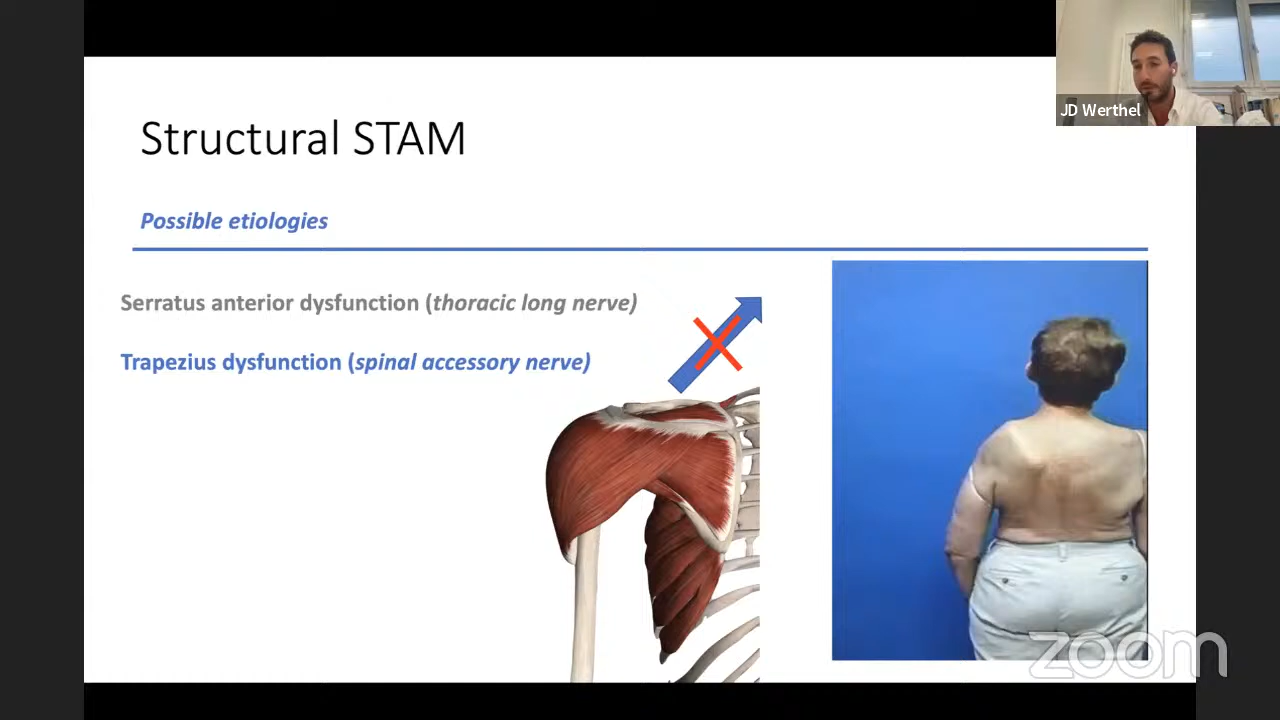 JD Werthel
Structural STAM
Possible etiologies
Serratus anterior dysfunction (thoracic long nerve)
Trapezius dysfunction (spinal accessory nerve)
zoom